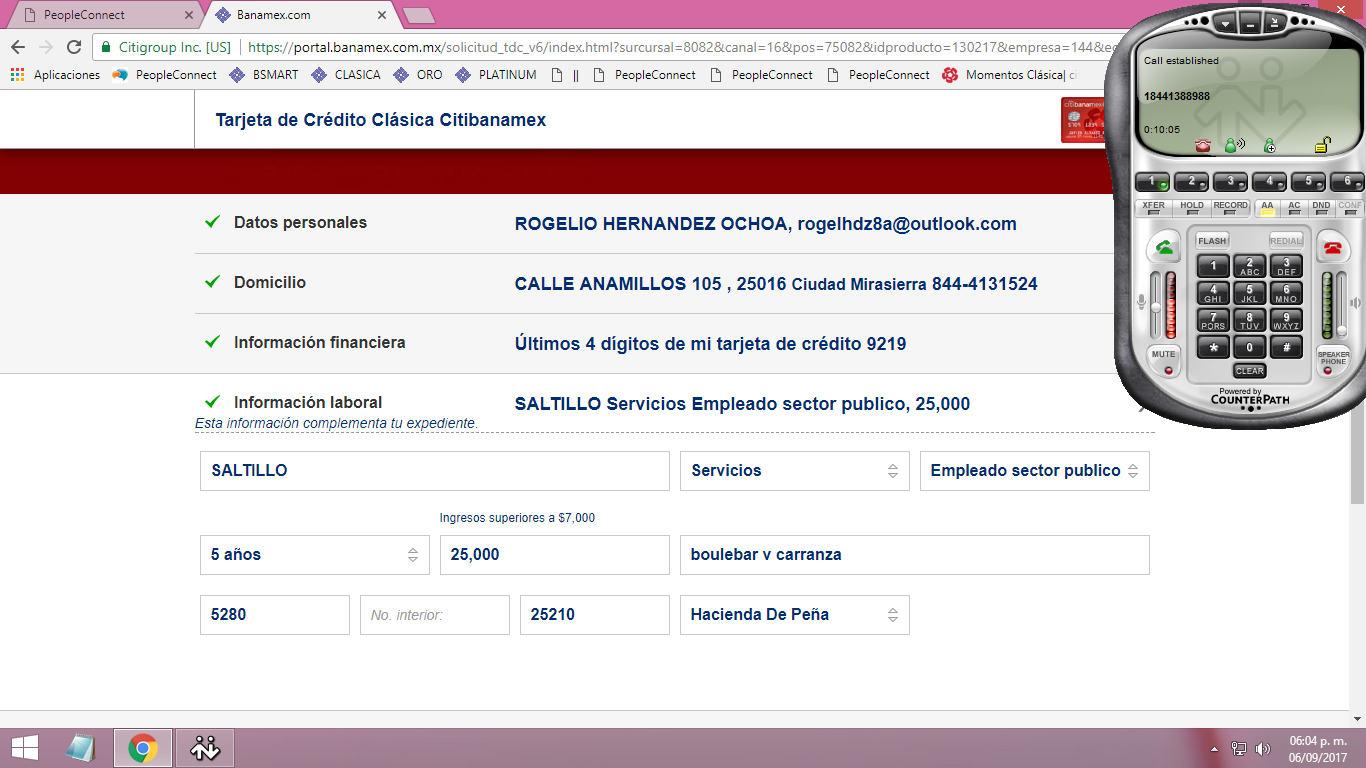 PeopleConnect
Banamex.com
Citigroup Inc. [US]
https://portal.banamex.com.mx/solicitud_tdc_v6/index.html?sursal=8082&canal=16&pos=75082&idproducto=130217&empresa=144&ec
Aplicaciones PeopleConnect BSMART CLASICA ORO PLATINUM || PeopleConnect PeopleConnect PeopleConnect Momentos Clásica| ci
Tarjeta de Crédito Clásica Citibanamex
citibanamex
Datos personales ROGELIO HERNANDEZ OCHOA, rogelhdz8a@outlook.com
Domicilio CALLE ANAMILLOS 105 , 25016 Ciudad Mirasierra 844-4131524
Información financiera Últimos 4 dígitos de mi tarjeta de crédito 9219
Información laboral SALTILLO Servicios Empleado sector publico, 25,000
Esta información complementa tu expediente.
SALTILLO Servicios Empleado sector publico
Ingresos superiores a $7,000
5 años 25,000 boulebar v carranza
5280 No. interior: 25210 Hacienda De Peña
Call established
18441388988
0:10:05
1 2 3 4 5 6
XFER HOLD RECORD AA AC DND CONF
FLASH REDIAL
1 2 ABC 3 DEF
4 GHI 5 JKL 6 MNO
7 PQRS 8 TUV 9 WXYZ
* 0 #
MUTE CLEAR SPEAKER PHONE
Powered by
COUNTERPATH
06:04 p. m.
06/09/2017